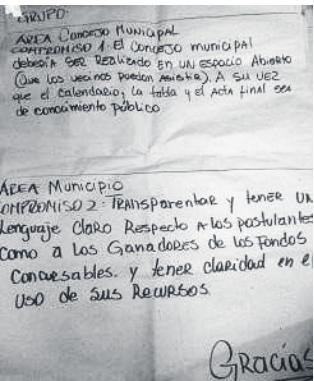 GRUPO:
AREA Concejo Municipal
COMPROMISO 1: El Concejo municipal
debería ser Realizado en un espacio Abierto
(Que los vecinos puedan Asistir). A su vez
que el calendario, la tabla y el Acta final sea
de conocimiento público
AREA Municipio
COMPROMISO 2: Transparentar y tener un
Lenguaje Claro Respecto a los postulantes
como a los Ganadores de los Fondos
Concursables. y tener claridad en el
uso de sus Recursos.
Gracias